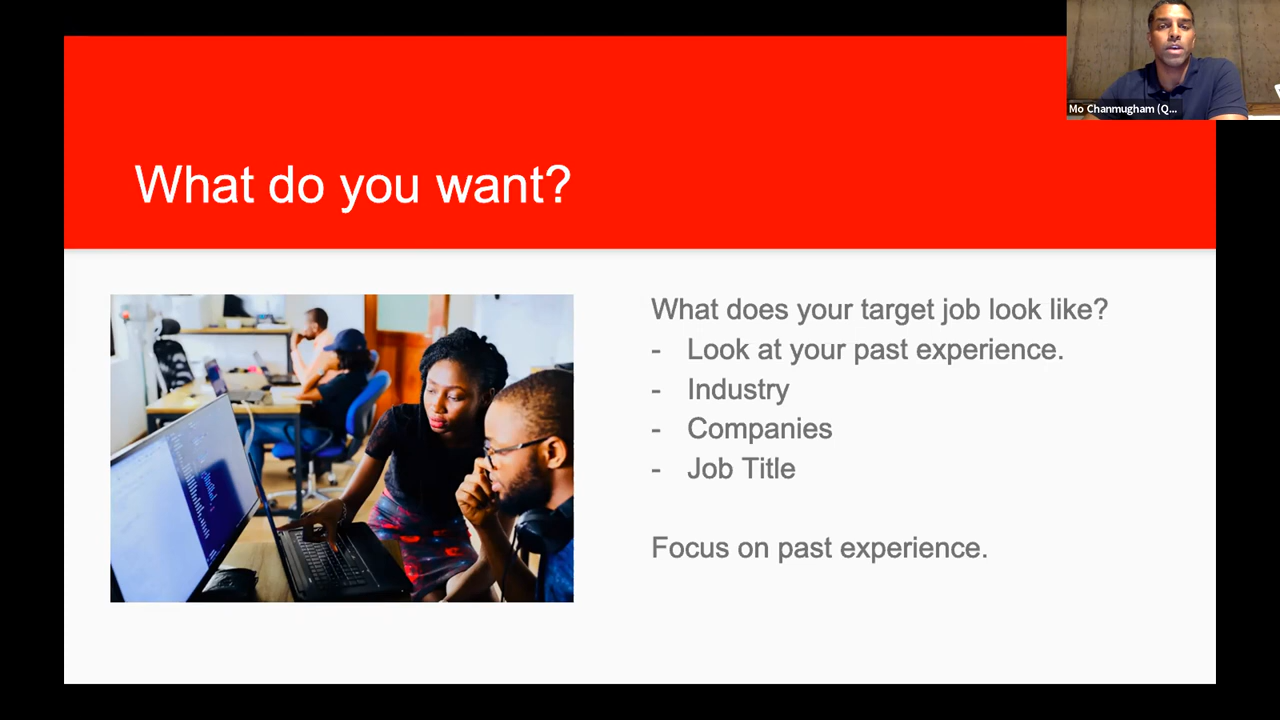 Mo Chanmugham (Q...
What do you want?
What does your target job look like?
- Look at your past experience.
- Industry
- Companies
- Job Title
Focus on past experience.